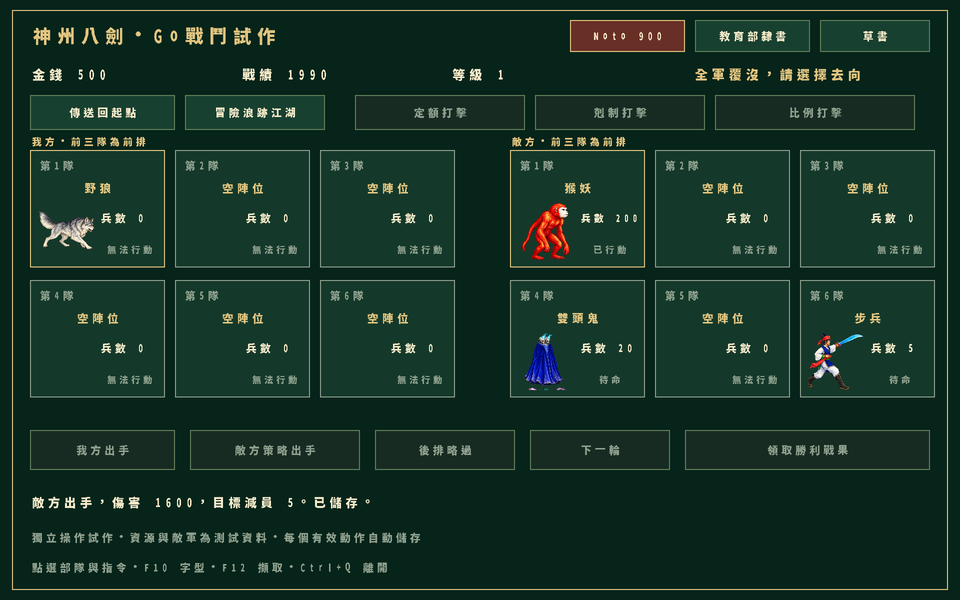 神州八劍・GO戰鬥試作
Noto 900
教育部隸書
草書
金錢 500
戰績 1990
等級 1
全軍覆沒，請選擇去向
傳送回起點
冒險浪跡江湖
定額打擊
剋制打擊
比例打擊
我方・前三隊為前排
敵方・前三隊為前排
第1隊
野狼
兵數 0
無法行動
第2隊
空陣位
兵數 0
無法行動
第3隊
空陣位
兵數 0
無法行動
第1隊
猴妖
兵數 200
已行動
第2隊
空陣位
兵數 0
無法行動
第3隊
空陣位
兵數 0
無法行動
第4隊
空陣位
兵數 0
無法行動
第5隊
空陣位
兵數 0
無法行動
第6隊
空陣位
兵數 0
無法行動
第4隊
雙頭鬼
兵數 20
待命
第5隊
空陣位
兵數 0
無法行動
第6隊
步兵
兵數 5
待命
我方出手
敵方策略出手
後排略過
下一輪
領取勝利戰果
敵方出手，傷害 1600，目標減員 5。已儲存。
獨立操作試作・資源與敵軍為測試資料・每個有效動作自動儲存
點選部隊與指令・F10 字型・F12 擷取・Ctrl+Q 離開